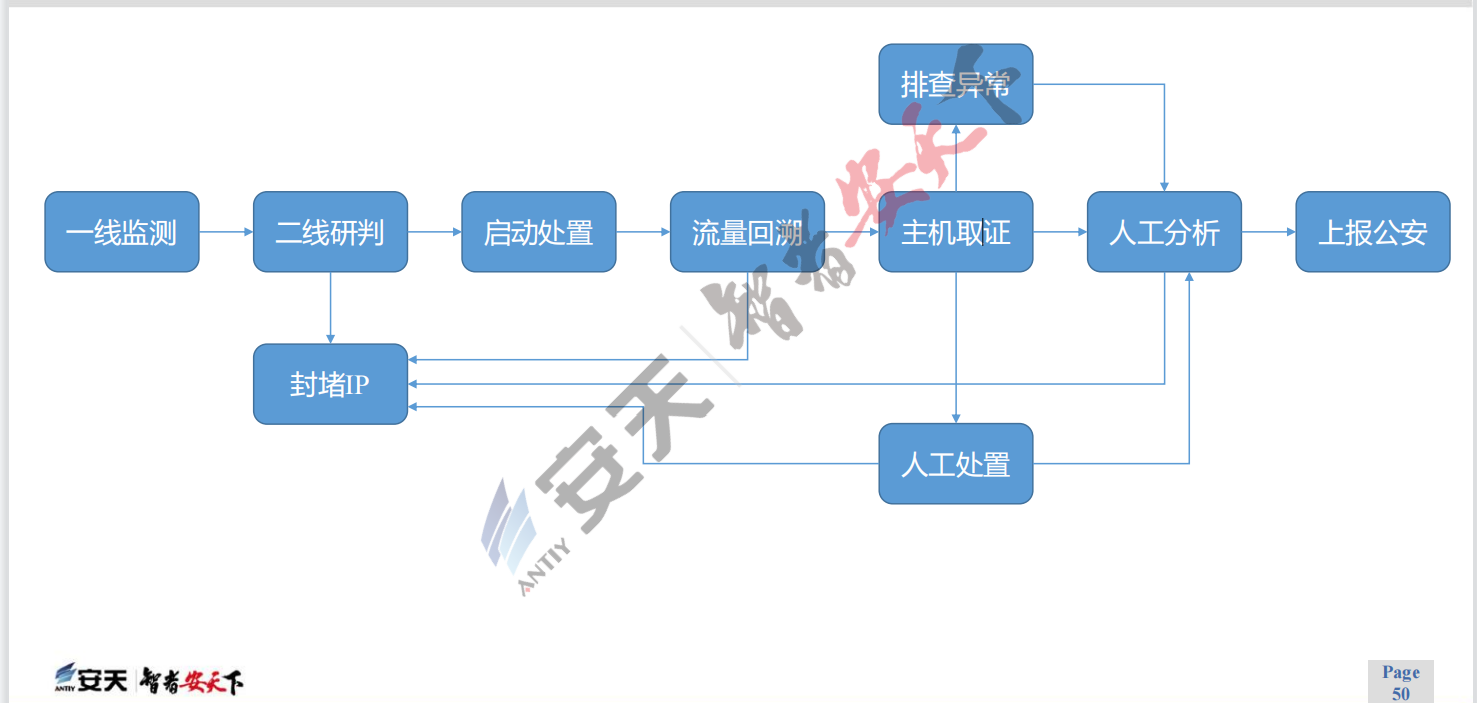 排查异常
一线监测
二线研判
启动处置
流量回溯
主机取证
人工分析
上报公安
封堵IP
人工处置
安天
ANTIY
智者安天下
安天
ANTIY
智者安天下
Page
50